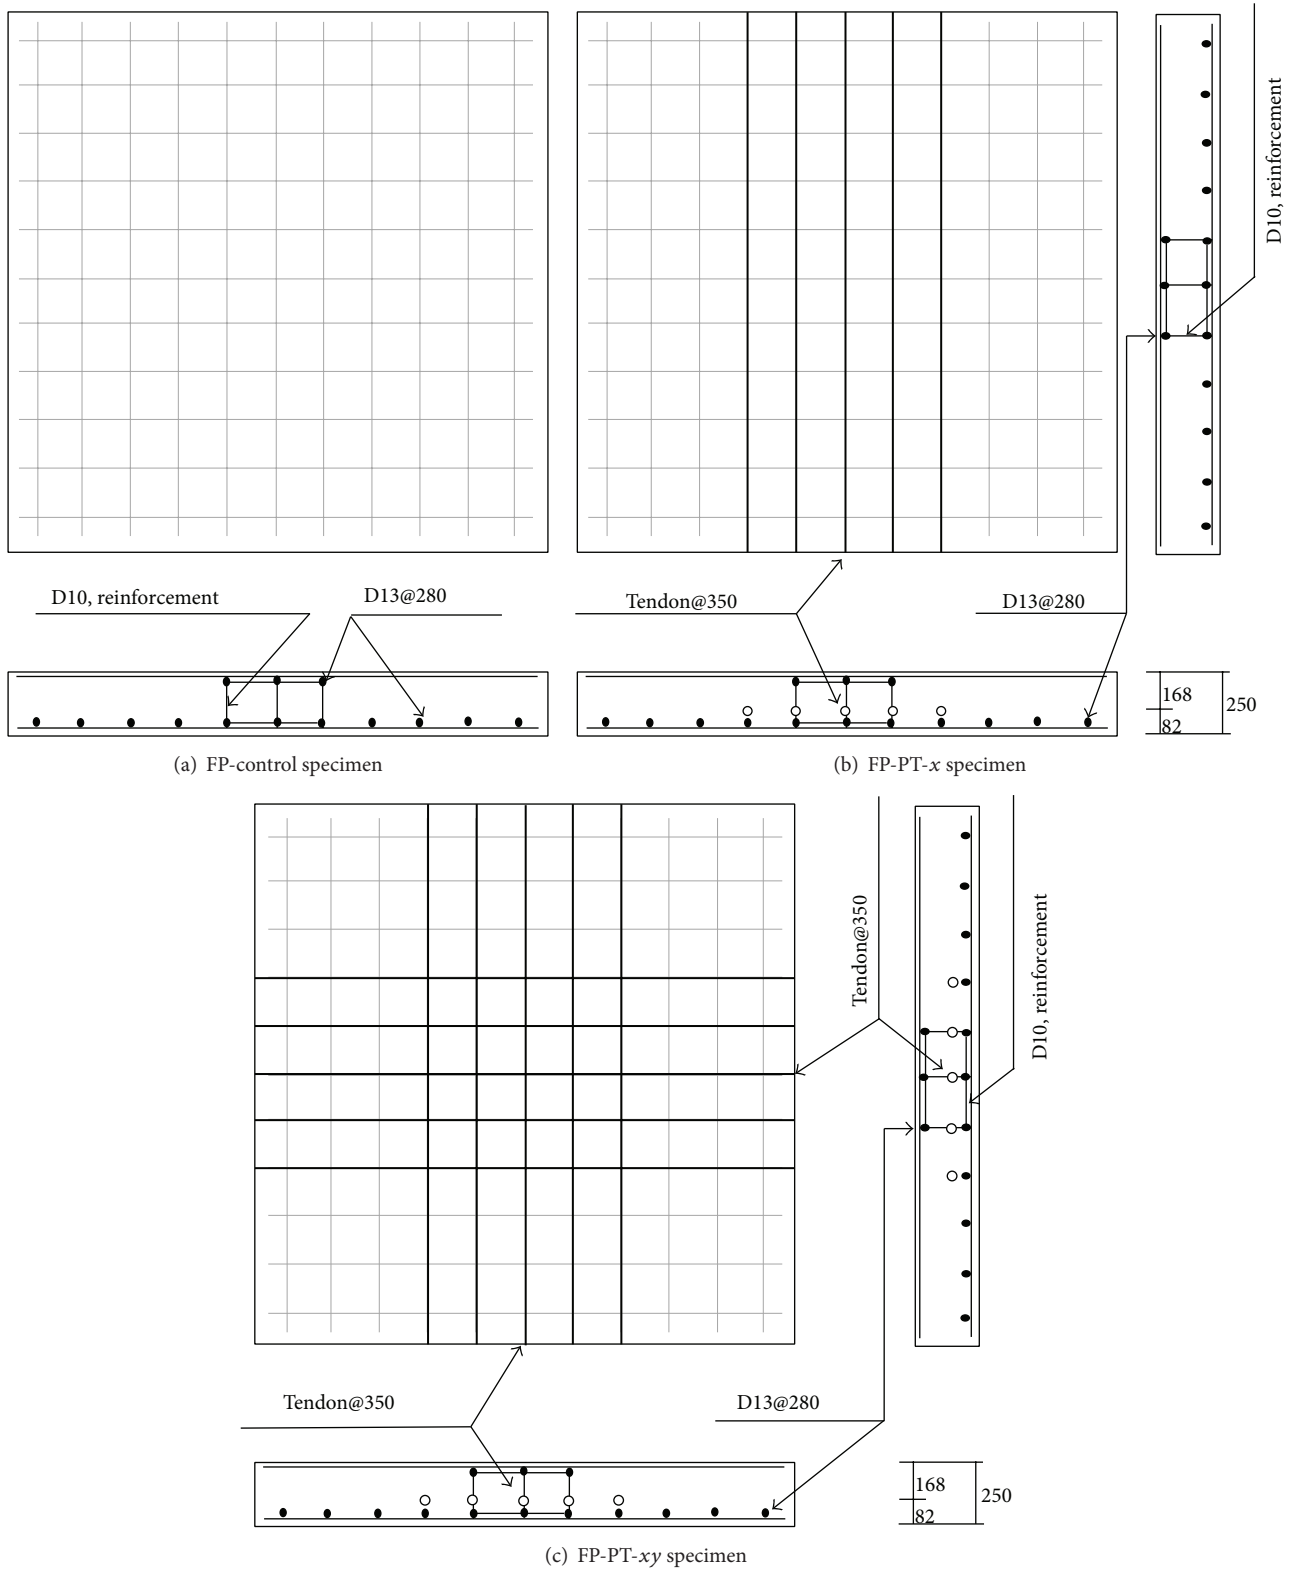 D10, reinforcement
D10, reinforcement
D13@280
Tendon@350
D13@280
168
250
82
(a) FP-control specimen
(b) FP-PT-x specimen
Tendon@350
D10, reinforcement
Tendon@350
D13@280
168
250
82
(c) FP-PT-xy specimen